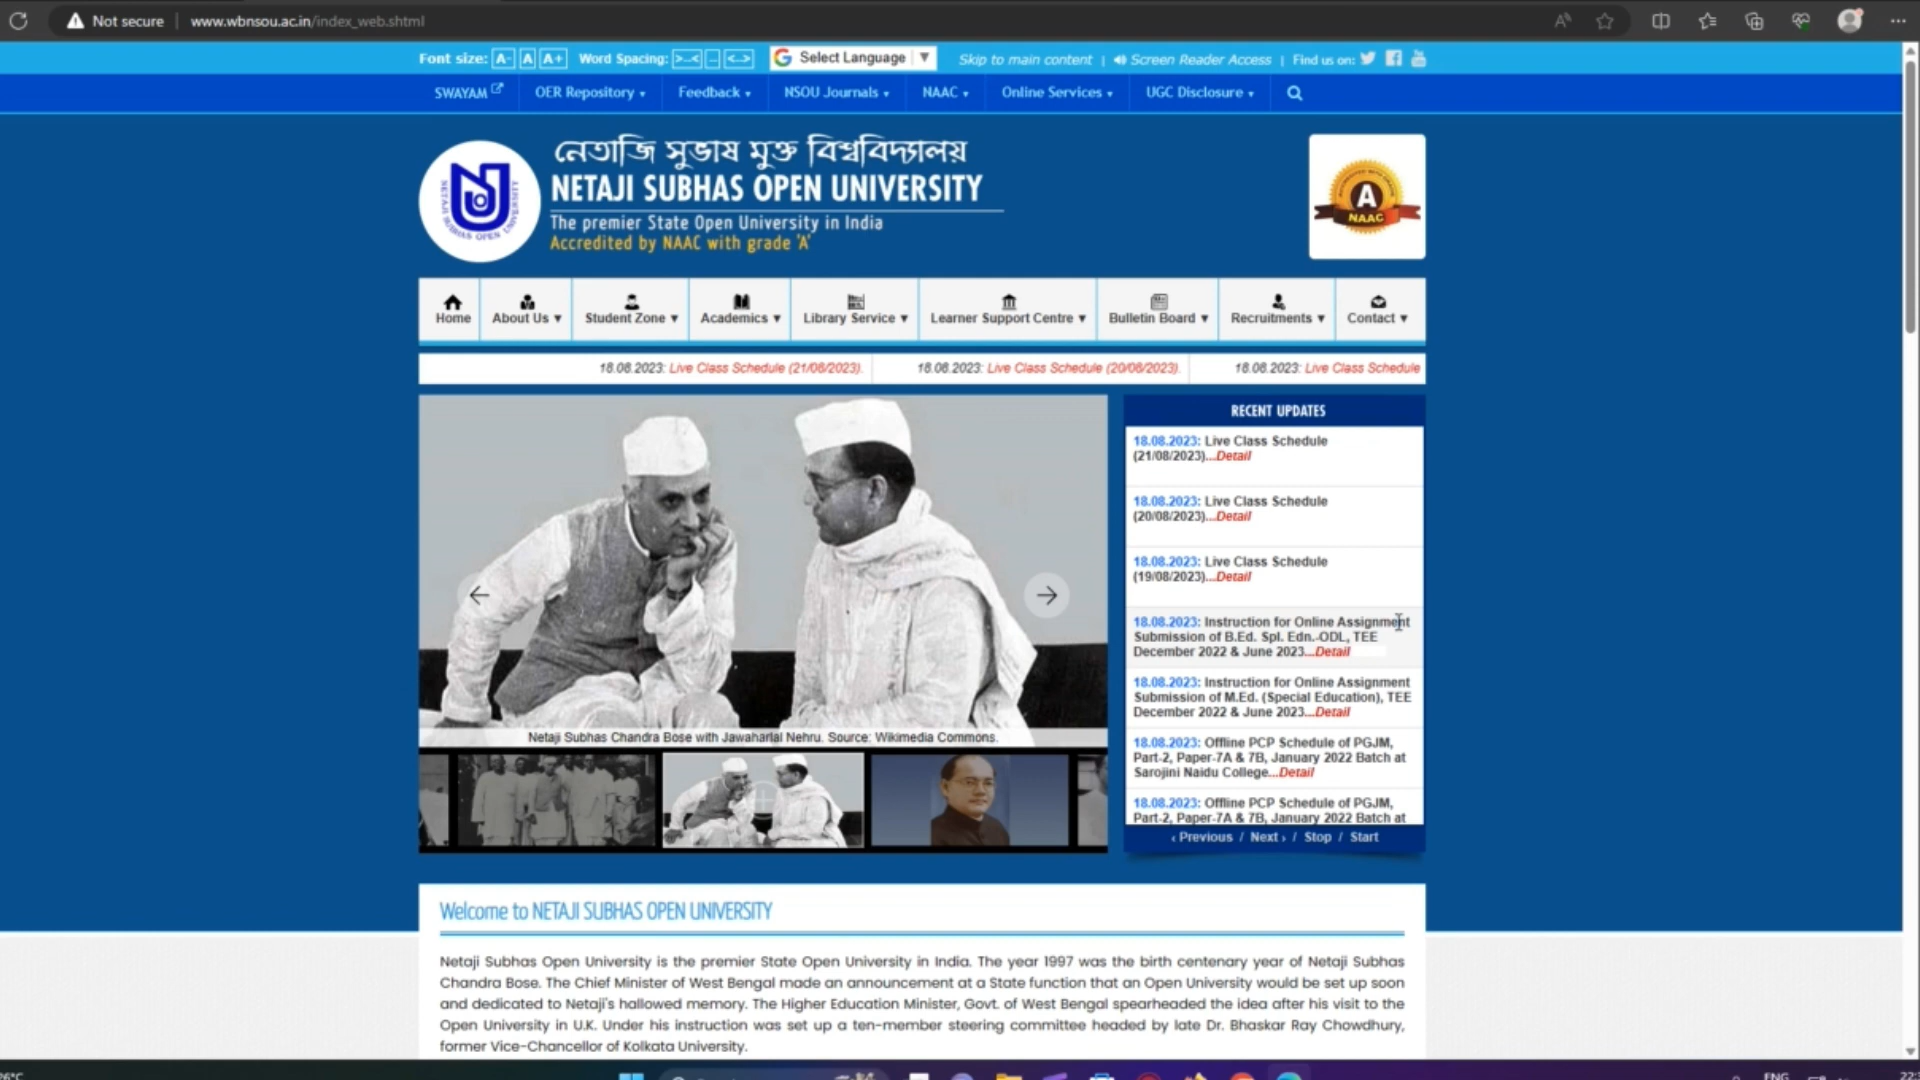 Not secure
www.wbnsou.ac.in/index_web.shtml
Font size: A- A A+ Word Spacing: >--< - <-> Select Language ▼ Skip to main content | Screen Reader Access | Find us on:
SWAYAM OER Repository Feedback NSOU Journals NAAC Online Services UGC Disclosure
নেতাজি সুভাষ মুক্ত বিশ্ববিদ্যালয়
NETAJI SUBHAS OPEN UNIVERSITY
The premier State Open University in India
Accredited by NAAC with grade 'A'
NETAJI SUBHAS OPEN UNIVERSITY
A
NAAC
Home About Us ▼ Student Zone ▼ Academics ▼ Library Service ▼ Learner Support Centre ▼ Bulletin Board ▼ Recruitments ▼ Contact ▼
18.08.2023: Live Class Schedule (21/08/2023). 18.08.2023: Live Class Schedule (20/08/2023). 18.08.2023: Live Class Schedule
Netaji Subhas Chandra Bose with Jawaharlal Nehru. Source: Wikimedia Commons.
RECENT UPDATES
18.08.2023: Live Class Schedule
(21/08/2023)...Detail
18.08.2023: Live Class Schedule
(20/08/2023)...Detail
18.08.2023: Live Class Schedule
(19/08/2023)...Detail
18.08.2023: Instruction for Online Assignment
Submission of B.Ed. Spl. Edn.-ODL, TEE
December 2022 & June 2023...Detail
18.08.2023: Instruction for Online Assignment
Submission of M.Ed. (Special Education), TEE
December 2022 & June 2023...Detail
18.08.2023: Offline PCP Schedule of PGJM,
Part-2, Paper-7A & 7B, January 2022 Batch at
Sarojini Naidu College...Detail
18.08.2023: Offline PCP Schedule of PGJM,
Part-2, Paper-7A & 7B, January 2022 Batch at
‹ Previous / Next › / Stop / Start
Welcome to NETAJI SUBHAS OPEN UNIVERSITY
Netaji Subhas Open University is the premier State Open University in India. The year 1997 was the birth centenary year of Netaji Subhas
Chandra Bose. The Chief Minister of West Bengal made an announcement at a State function that an Open University would be set up soon
and dedicated to Netaji's hallowed memory. The Higher Education Minister, Govt. of West Bengal spearheaded the idea after his visit to the
Open University in U.K. Under his instruction was set up a ten-member steering committee headed by late Dr. Bhaskar Ray Chowdhury,
former Vice-Chancellor of Kolkata University.
ENG